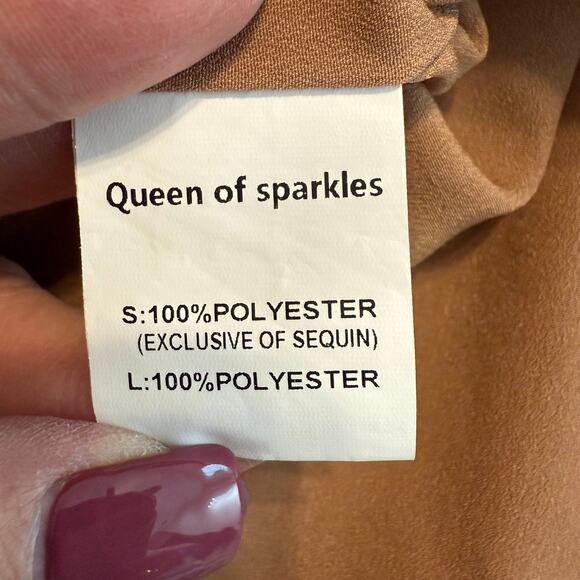 Queen of sparkles
S:100%POLYESTER
(EXCLUSIVE OF SEQUIN)
L:100%POLYESTER